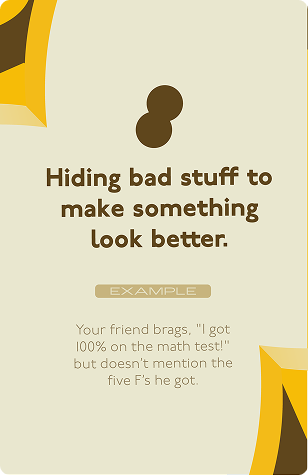 Hiding bad stuff to
make something
look better.
EXAMPLE
Your friend brags, "I got
100% on the math test!"
but doesn't mention the
five F's he got.